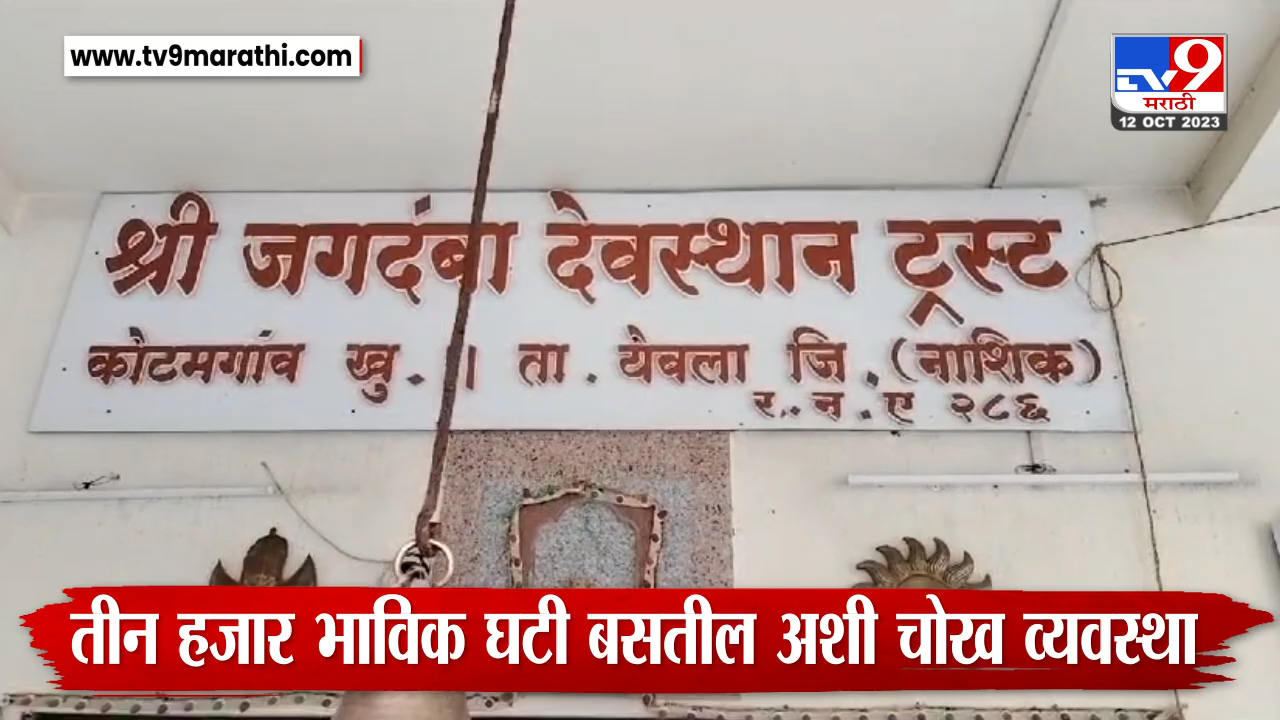 www.tv9marathi.com
TV9
मराठी
12 OCT 2023
श्री जगदंबा देवस्थान ट्रस्ट
कोटमगांव खु. । ता. येवला जि. (नाशिक)
र. न. ए २८६
तीन हजार भाविक घटी बसतील अशी चोख व्यवस्था